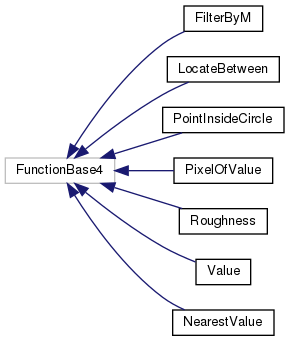 FilterByM
LocateBetween
PointInsideCircle
FunctionBase4
PixelOfValue
Roughness
Value
NearestValue